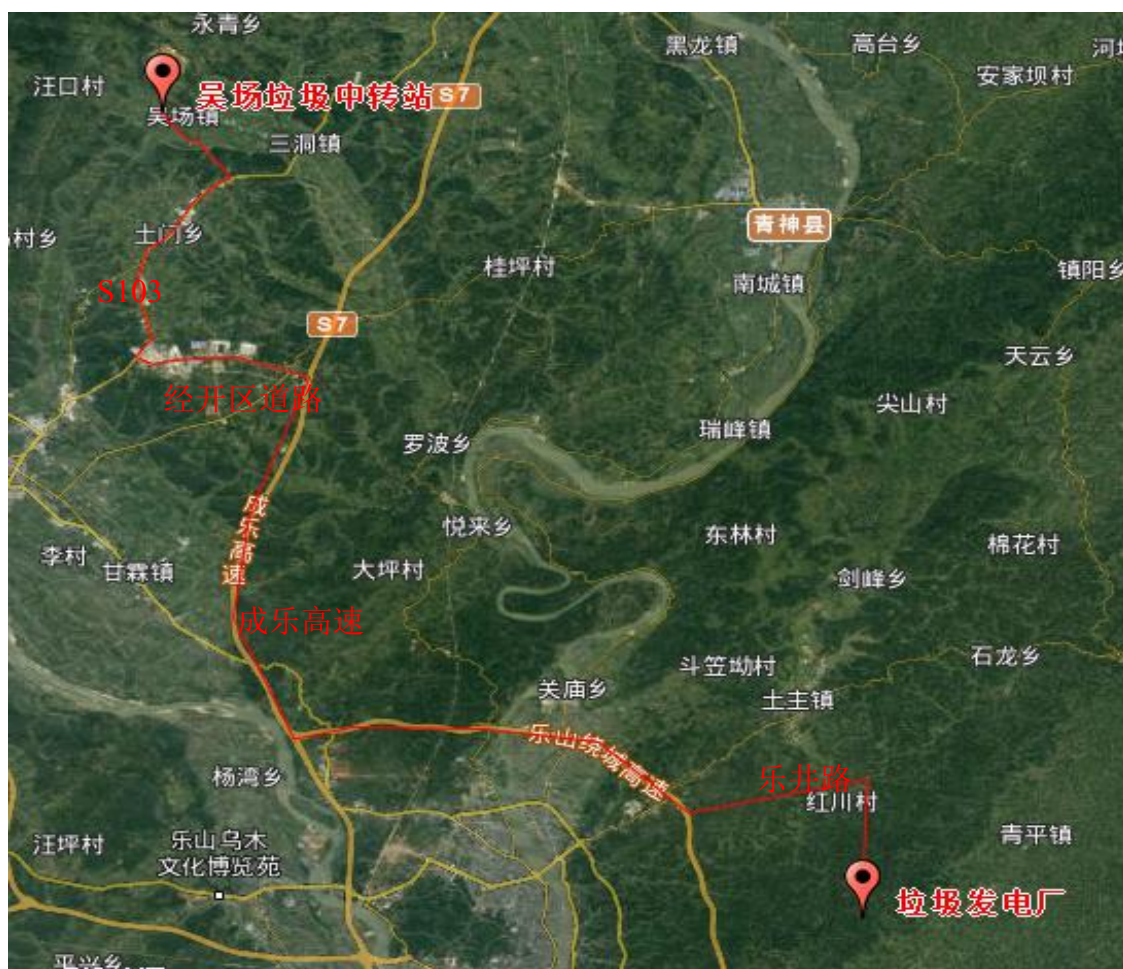 永青乡
黑龙镇
高台乡
汪口村
吴场垃圾中转站
S7
安家坝村
吴场镇
三洞镇
青神县
土门乡
村乡
桂坪村
南城镇
镇阳乡
S103
S7
天云乡
经开区道路
尖山村
罗波乡
瑞峰镇
成乐高速
悦来乡
东林村
李村
甘霖镇
大坪村
剑峰乡
棉花村
成乐高速
斗笠坳村
石龙乡
关庙乡
土主镇
乐山绕城高速
杨湾乡
乐井路
红川村
汪坪村
乐山乌木
文化博览苑
青平镇
垃圾发电厂
平兴乡